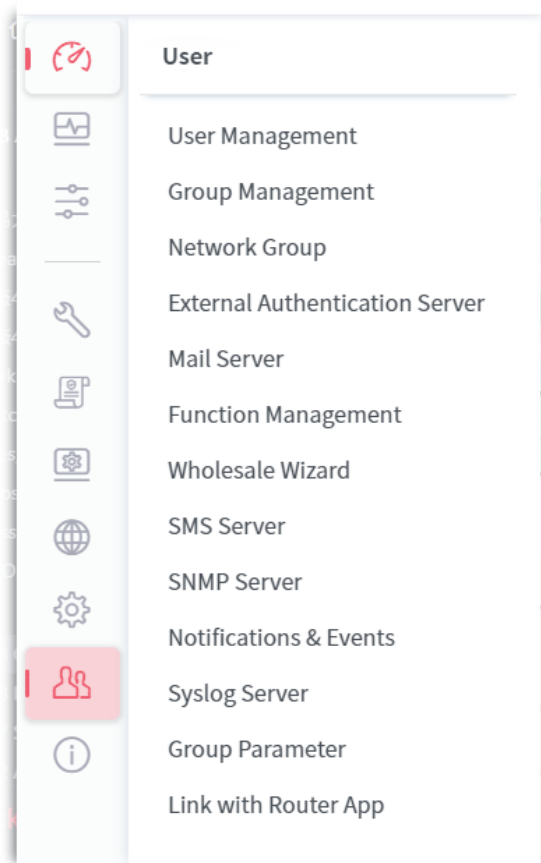 User
User Management
Group Management
Network Group
External Authentication Server
Mail Server
Function Management
Wholesale Wizard
SMS Server
SNMP Server
Notifications & Events
Syslog Server
Group Parameter
Link with Router App